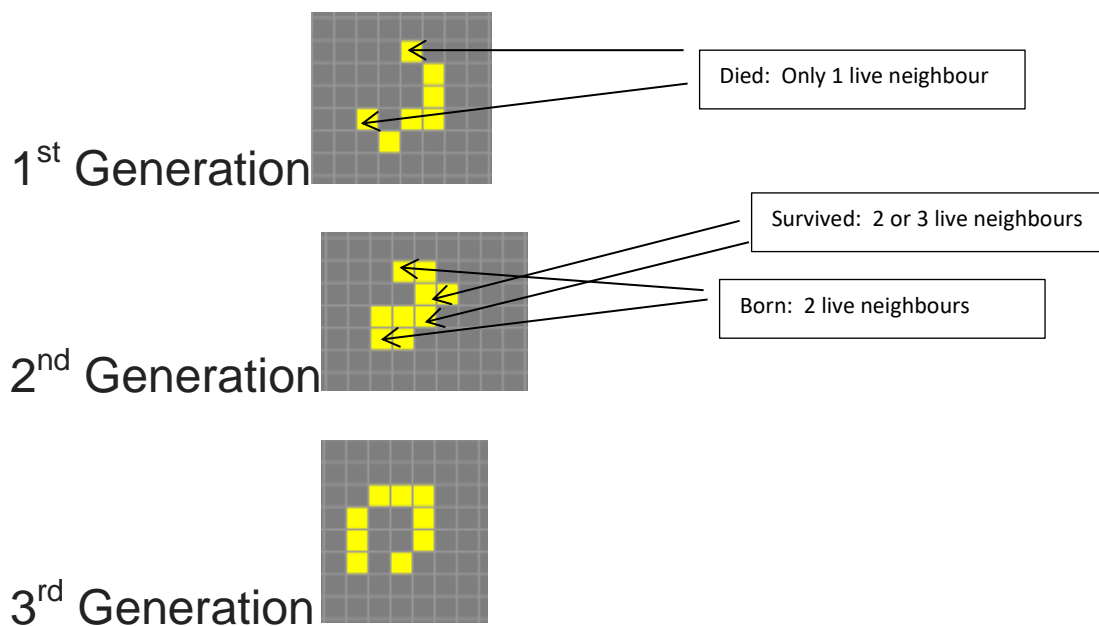 Died: Only 1 live neighbour
1st Generation
Survived: 2 or 3 live neighbours
Born: 2 live neighbours
2nd Generation
3rd Generation